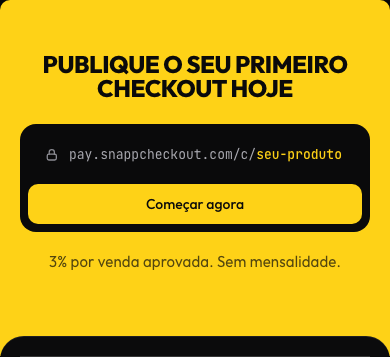 PUBLIQUE O SEU PRIMEIRO
CHECKOUT HOJE
pay.snappcheckout.com/c/seu-produto
Começar agora
3% por venda aprovada. Sem mensalidade.